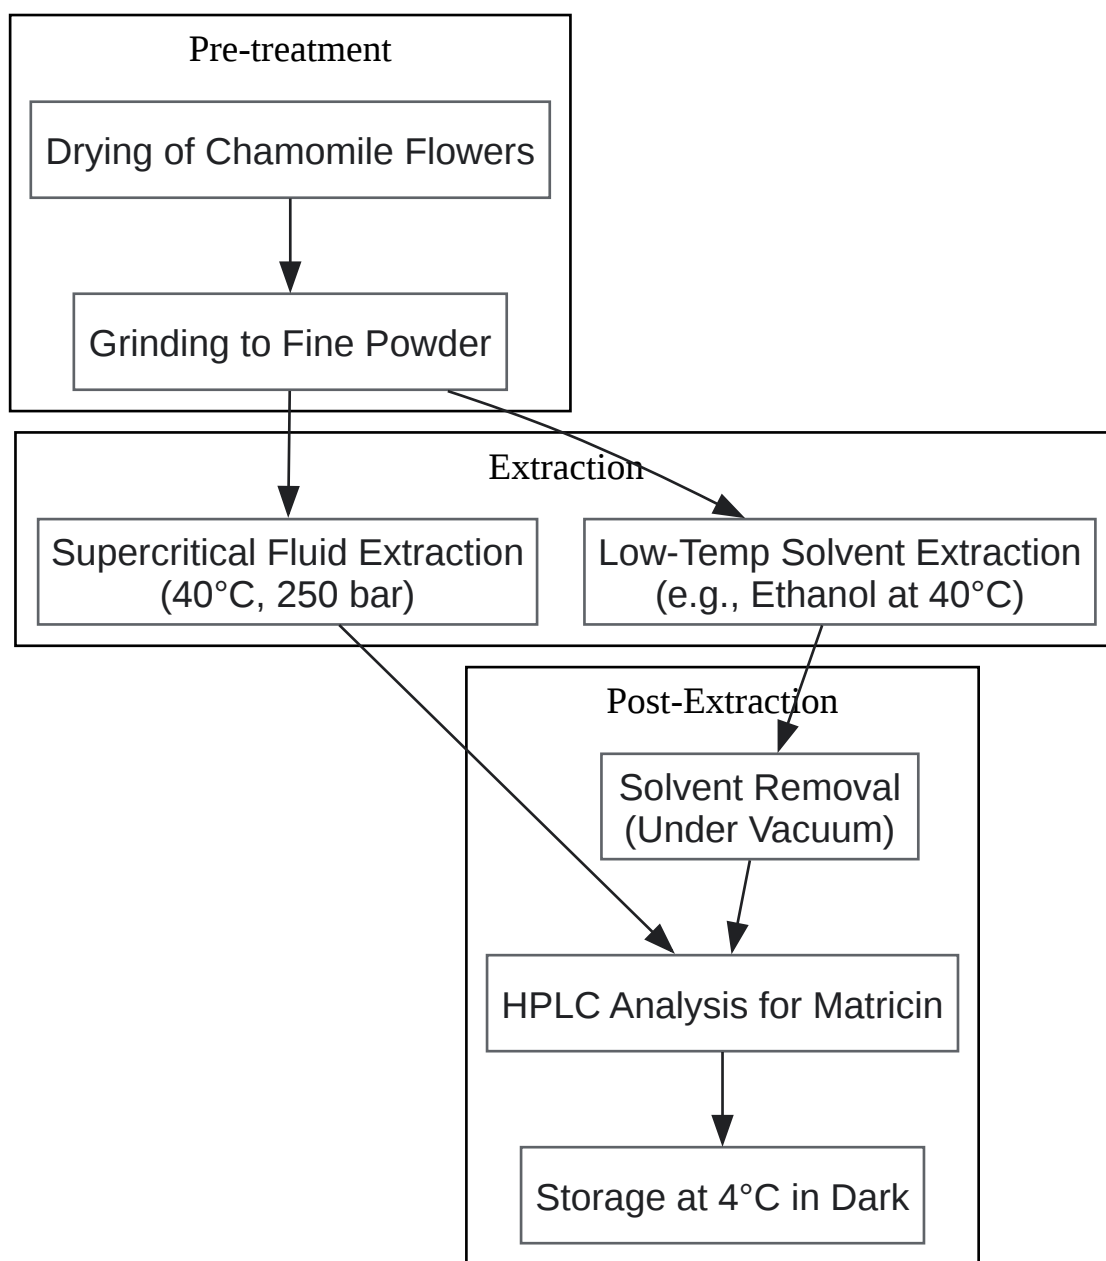 Pre-treatment
Drying of Chamomile Flowers
Grinding to Fine Powder
Extraction
Supercritical Fluid Extraction
(40°C, 250 bar)
Low-Temp Solvent Extraction
(e.g., Ethanol at 40°C)
Post-Extraction
Solvent Removal
(Under Vacuum)
HPLC Analysis for Matricin
Storage at 4°C in Dark